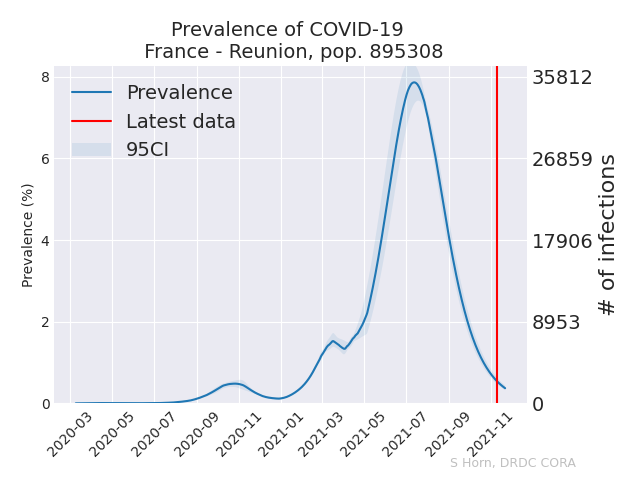 Prevalence of COVID-19
France - Reunion, pop. 895308
Prevalence
Latest data
95CI
Prevalence (%)
8
6
4
2
0
35812
26859
17906
8953
0
# of infections
2020-03
2020-05
2020-07
2020-09
2020-11
2021-01
2021-03
2021-05
2021-07
2021-09
2021-11
S Horn, DRDC CORA